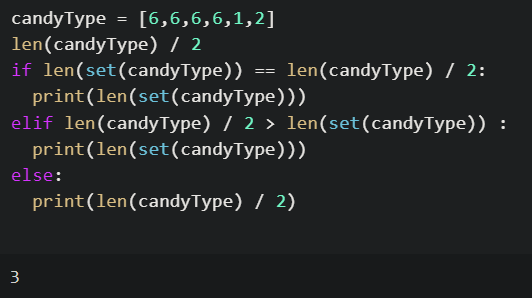 candyType = [6,6,6,6,1,2]
len(candyType) / 2
if len(set(candyType)) == len(candyType) / 2:
  print(len(set(candyType)))
elif len(candyType) / 2 > len(set(candyType)) :
  print(len(set(candyType)))
else:
  print(len(candyType) / 2)
3